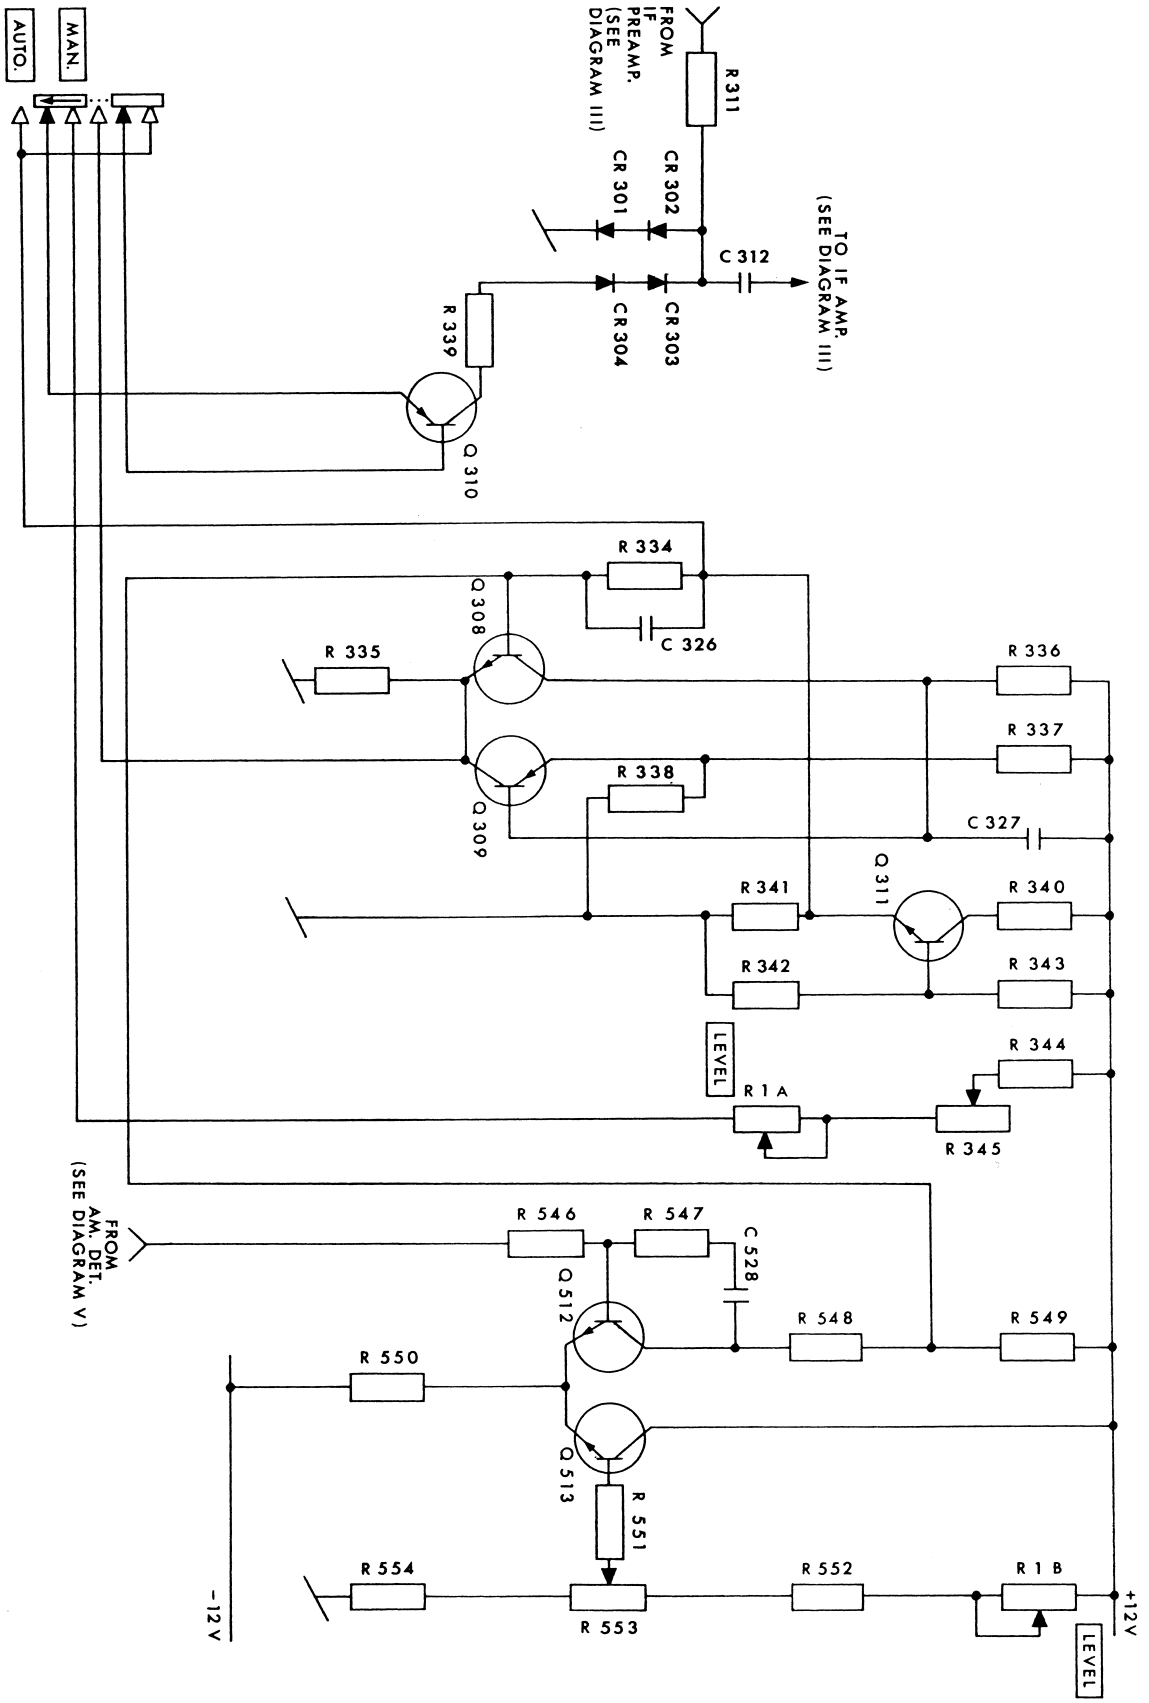 AUTO.
MAN.
FROM
IF
PREAMP.
(SEE
DIAGRAM III)
R 311
CR 301
CR 302
C 312
TO IF AMP.
(SEE DIAGRAM III)
CR 304
CR 303
R 339
Q 310
R 334
C 326
Q 308
R 335
R 336
R 337
R 338
Q 309
C 327
Q 311
R 341
R 340
R 342
R 343
LEVEL
R 1 A
R 344
R 345
FROM
AM. DET.
(SEE DIAGRAM V)
R 546
R 547
C 528
Q 512
R 548
R 549
R 550
Q 513
R 551
R 554
R 553
R 552
R 1 B
-12V
+12V
LEVEL